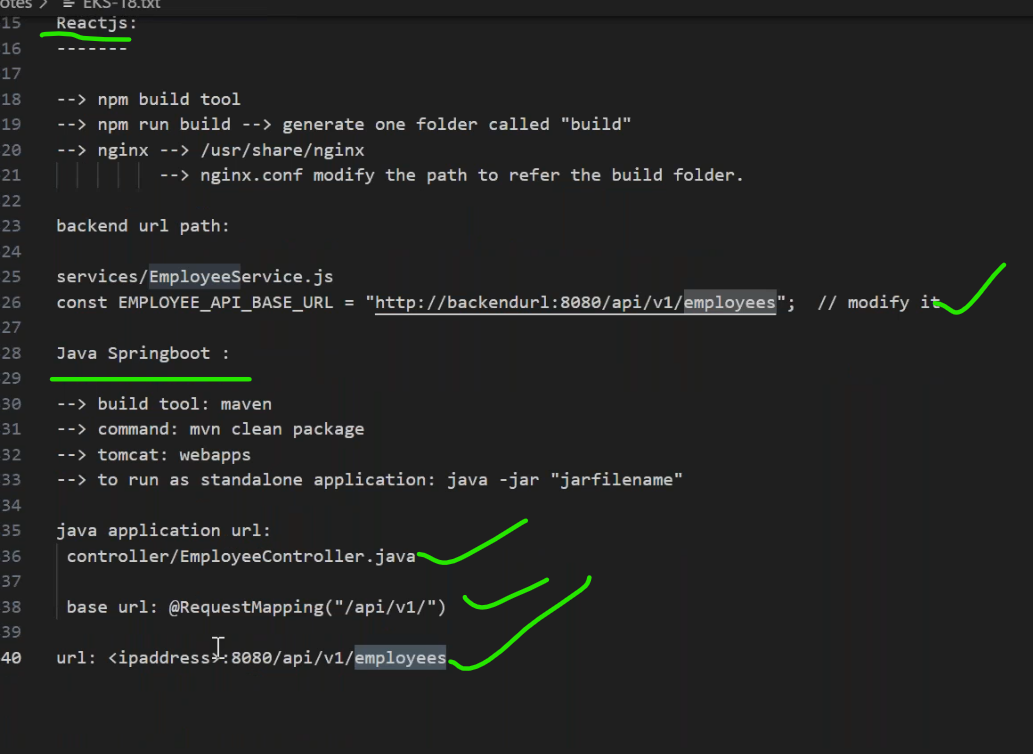 otes > EKS-18.txt
15 Reactjs:
16 -------
17
18 --> npm build tool
19 --> npm run build --> generate one folder called "build"
20 --> nginx --> /usr/share/nginx
21 --> nginx.conf modify the path to refer the build folder.
22
23 backend url path:
24
25 services/EmployeeService.js
26 const EMPLOYEE_API_BASE_URL = "http://backendurl:8080/api/v1/employees"; // modify it
27
28 Java Springboot :
29
30 --> build tool: maven
31 --> command: mvn clean package
32 --> tomcat: webapps
33 --> to run as standalone application: java -jar "jarfilename"
34
35 java application url:
36 controller/EmployeeController.java
37
38 base url: @RequestMapping("/api/v1/")
39
40 url: <ipaddress>:8080/api/v1/employees